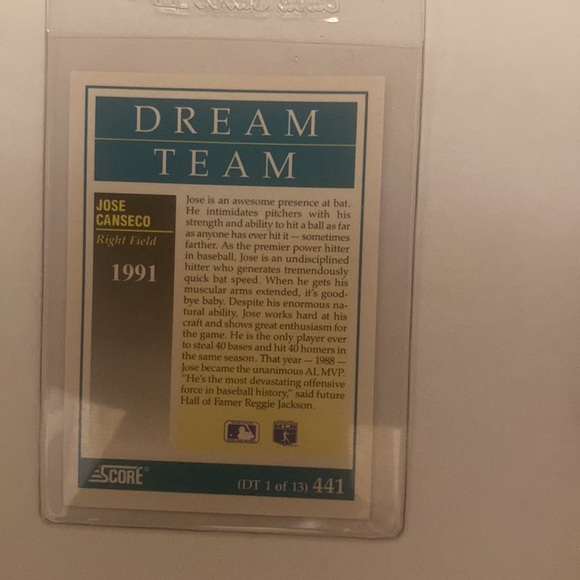 DREAM
TEAM
JOSE
CANSECO
Right Field
1991
Jose is an awesome presence at bat.
He intimidates pitchers with his
strength and ability to hit a ball as far
as anyone has ever hit it — sometimes
farther. As the premier power hitter
in baseball, Jose is an undisciplined
hitter who generates tremendously
quick bat speed. When he gets his
muscular arms extended, it's good-
bye baby. Despite his enormous na-
tural ability, Jose works hard at his
craft and shows great enthusiasm for
the game. He is the only player ever
to steal 40 bases and hit 40 homers in
the same season. That year — 1988 —
Jose became the unanimous AL MVP.
"He's the most devastating offensive
force in baseball history," said future
Hall of Famer Reggie Jackson.
SCORE®
(DT 1 of 13) 441